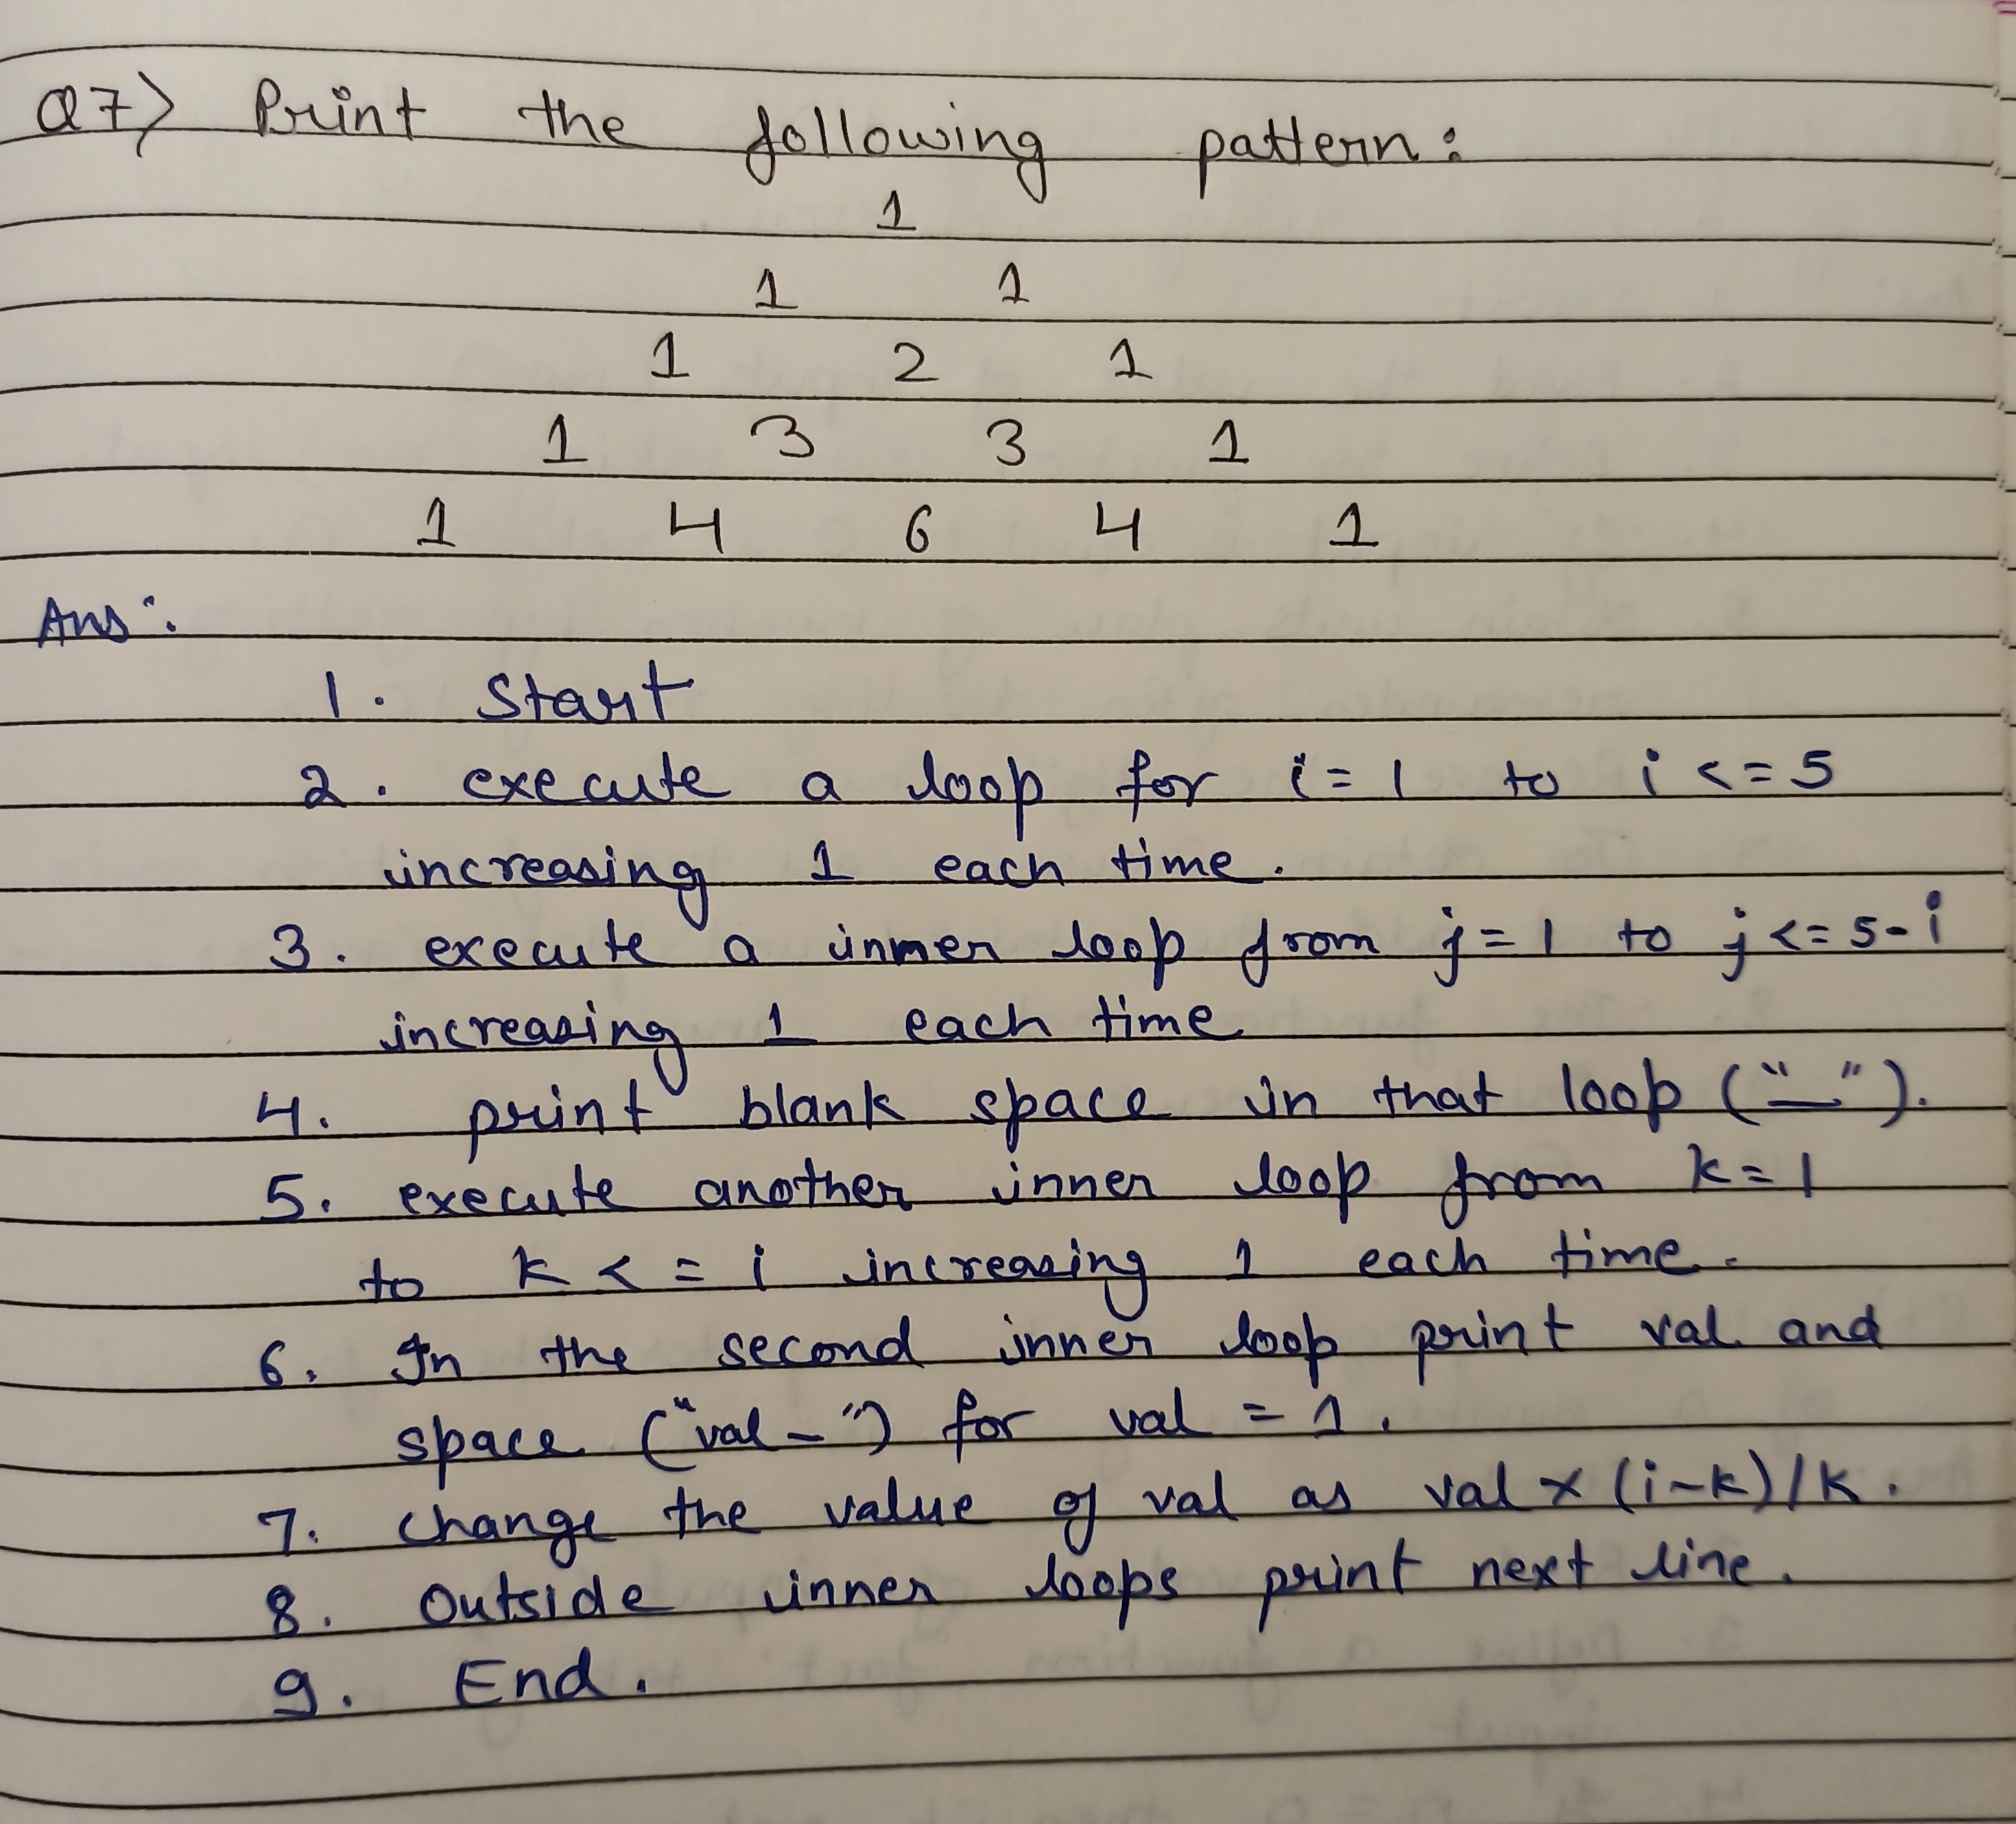 Q7) Print the following pattern:
1
1 1
1 2 1
1 3 3 1
1 4 6 4 1
Ans:
1. Start
2. execute a loop for i = 1 to i <= 5
increasing 1 each time.
3. execute a inner loop from j = 1 to j <= 5-i
increasing 1 each time
4. print blank space in that loop ("_").
5. execute another inner loop from k = 1
to k <= i increasing 1 each time.
6. In the second inner loop print val and
space ("val_") for val = 1.
7. change the value of val as val × (i-k)/k.
8. Outside inner loops print next line.
9. End.